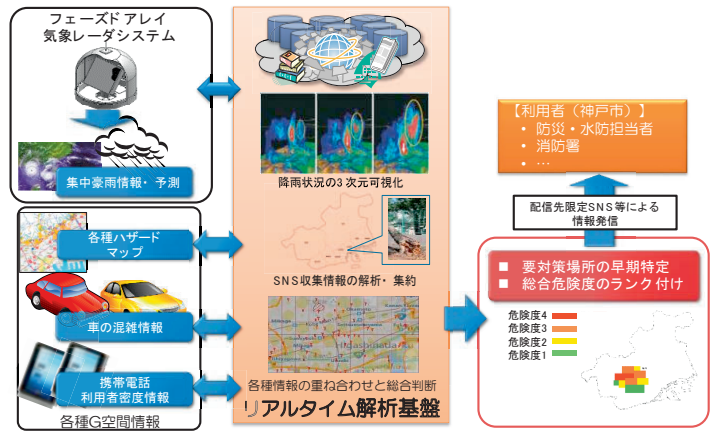 フェーズドアレイ
気象レーダシステム
集中豪雨情報・予測
各種ハザード
マップ
車の混雑情報
携帯電話
利用者密度情報
各種G空間情報
降雨状況の3次元可視化
SNS収集情報の解析・集約
各種情報の重ね合わせと総合判断
リアルタイム解析基盤
【利用者（神戸市）】
• 防災・水防担当者
• 消防署
• …
配信先限定SNS等による
情報発信
■ 要対策場所の早期特定
■ 総合危険度のランク付け
危険度4
危険度3
危険度2
危険度1